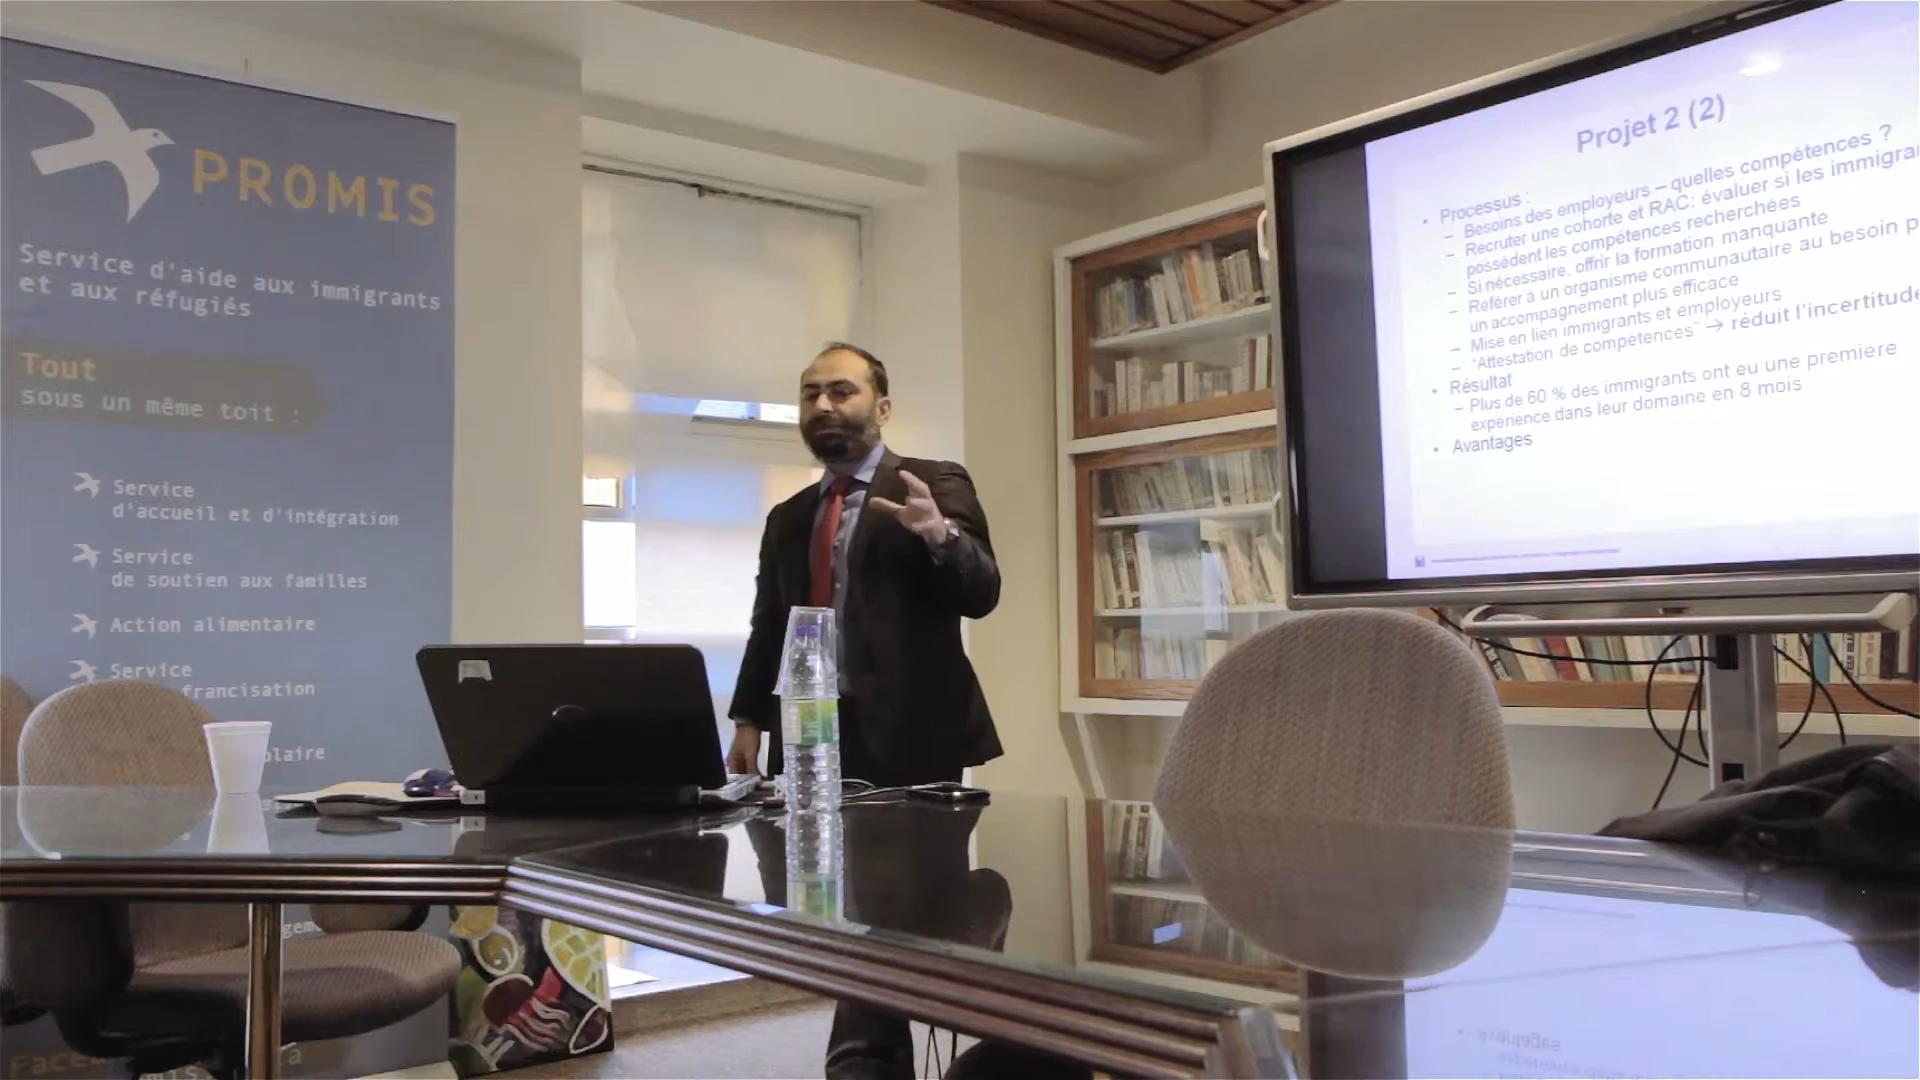 PROMIS
Service d'aide aux immigrants
et aux réfugiés
Tout
sous un même toit :
Service
d'accueil et d'intégration
Service
de soutien aux familles
Action alimentaire
Service
francisation
olaire
Projet 2 (2)
• Processus :
– Besoins des employeurs – quelles compétences ?
– Recruter une cohorte et RAC: évaluer si les immigra
possèdent les compétences recherchées
– Si nécessaire, offrir la formation manquante
– Référer à un organisme communautaire au besoin p
un accompagnement plus efficace
– Mise en lien immigrants et employeurs
– "Attestation de compétences" → réduit l'incertitude
• Résultat
– Plus de 60 % des immigrants ont eu une première
expérience dans leur domaine en 8 mois
• Avantages